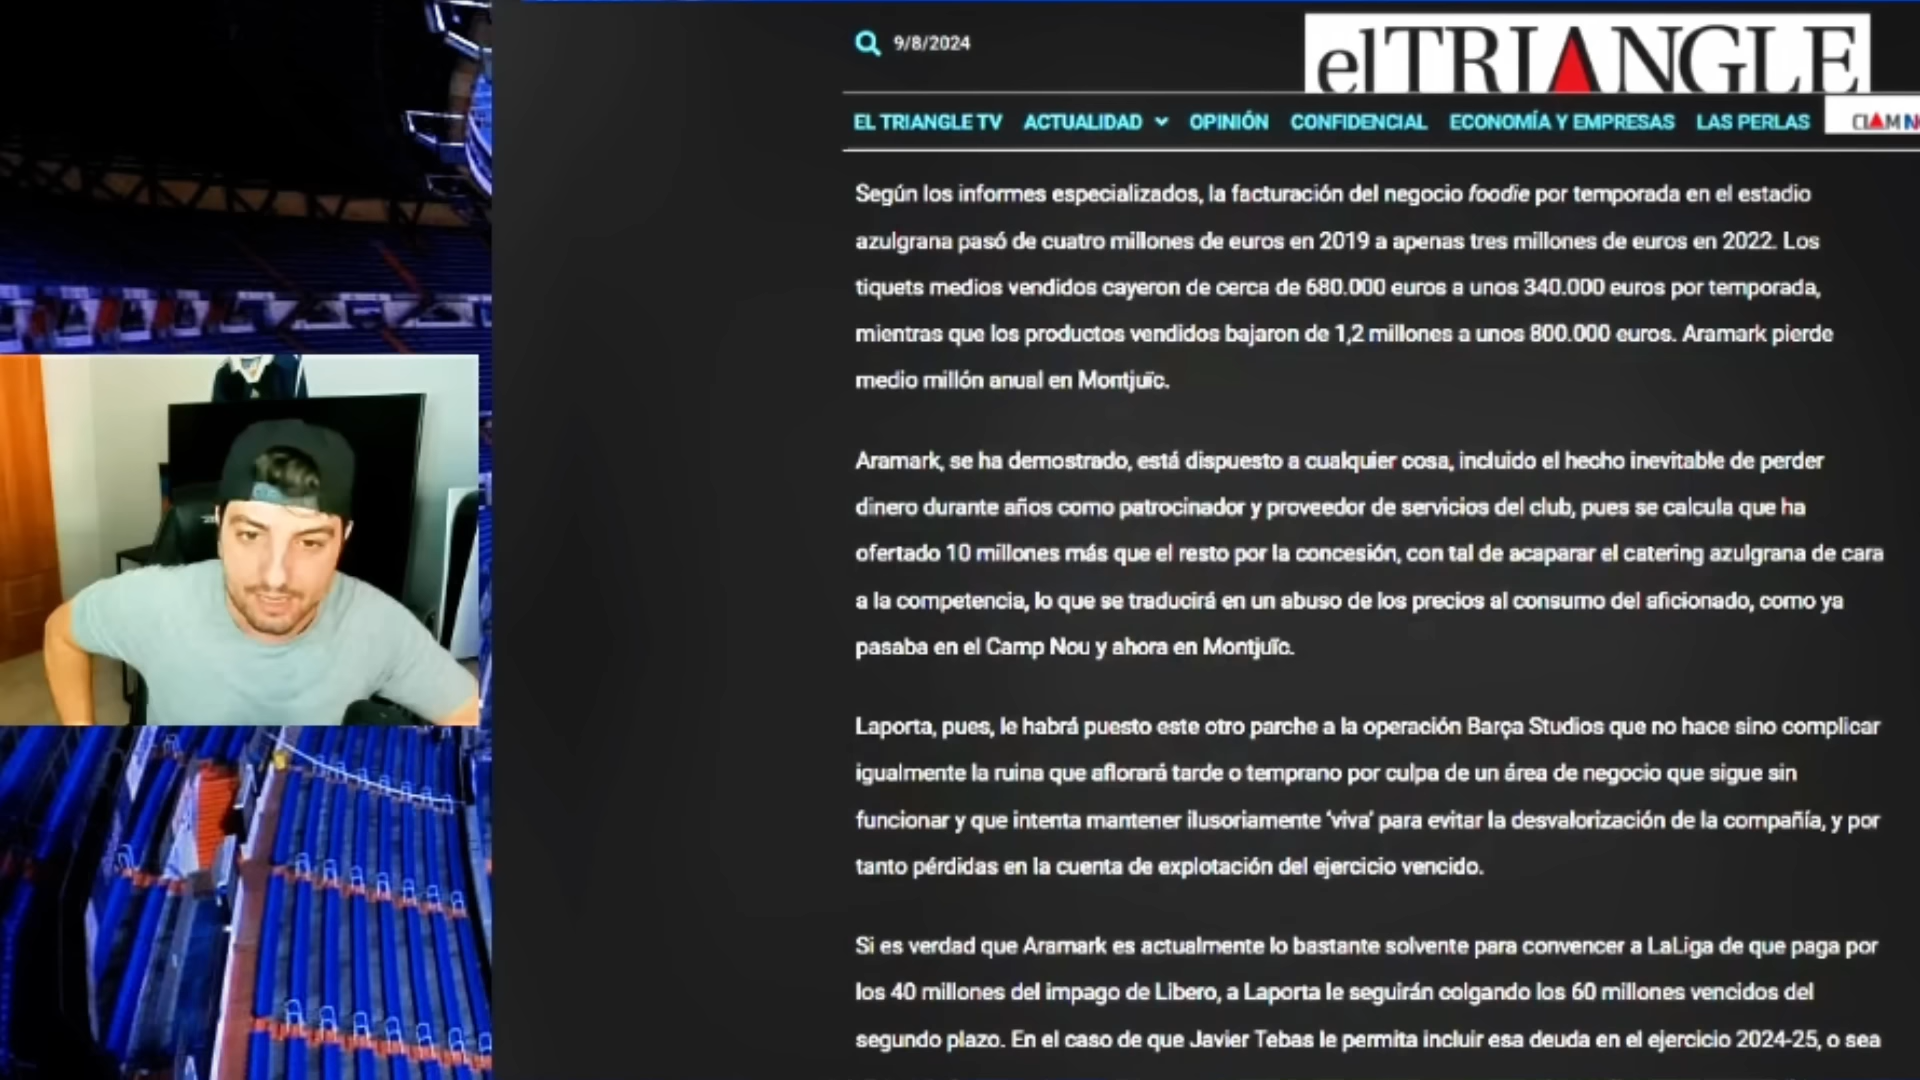 9/8/2024
elTRIANGLE
EL TRIANGLE TV ACTUALIDAD OPINIÓN CONFIDENCIAL ECONOMÍA Y EMPRESAS LAS PERLAS
Según los informes especializados, la facturación del negocio foodie por temporada en el estadio
azulgrana pasó de cuatro millones de euros en 2019 a apenas tres millones de euros en 2022. Los
tiquets medios vendidos cayeron de cerca de 680.000 euros a unos 340.000 euros por temporada,
mientras que los productos vendidos bajaron de 1,2 millones a unos 800.000 euros. Aramark pierde
medio millón anual en Montjuïc.
Aramark, se ha demostrado, está dispuesto a cualquier cosa, incluido el hecho inevitable de perder
dinero durante años como patrocinador y proveedor de servicios del club, pues se calcula que ha
ofertado 10 millones más que el resto por la concesión, con tal de acaparar el catering azulgrana de cara
a la competencia, lo que se traducirá en un abuso de los precios al consumo del aficionado, como ya
pasaba en el Camp Nou y ahora en Montjuïc.
Laporta, pues, le habrá puesto este otro parche a la operación Barça Studios que no hace sino complicar
igualmente la ruina que aflorará tarde o temprano por culpa de un área de negocio que sigue sin
funcionar y que intenta mantener ilusoriamente ‘viva’ para evitar la desvalorización de la compañía, y por
tanto pérdidas en la cuenta de explotación del ejercicio vencido.
Si es verdad que Aramark es actualmente lo bastante solvente para convencer a LaLiga de que paga por
los 40 millones del impago de Libero, a Laporta le seguirán colgando los 60 millones vencidos del
segundo plazo. En el caso de que Javier Tebas le permita incluir esa deuda en el ejercicio 2024-25, o sea